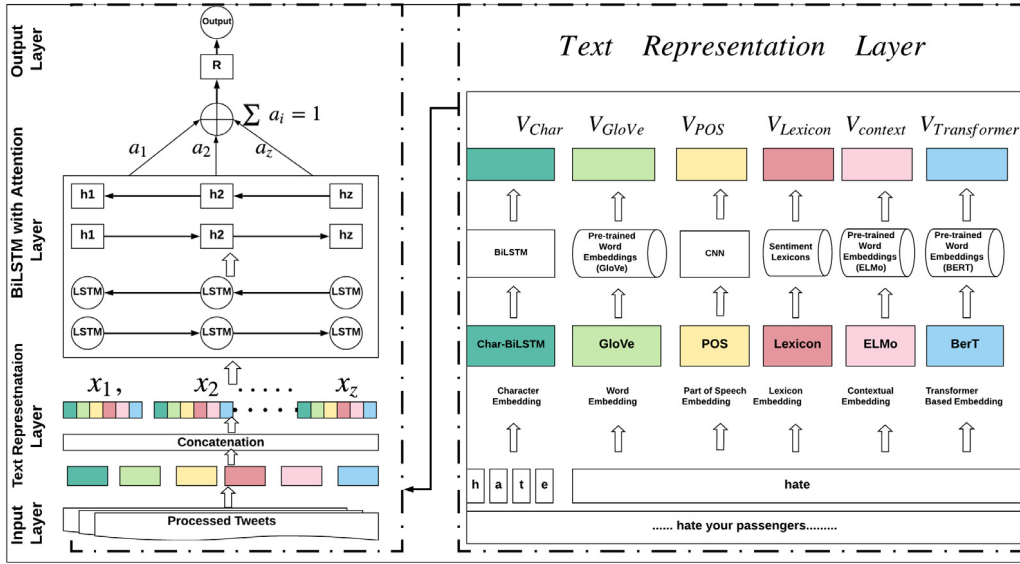 Output Layer
BiLSTM with Attention Layer
Text Represetnataion Layer
Input Layer
Output
R
∑ a_i = 1
a_1 a_2 a_z
h1 h2 hz
h1 h2 hz
LSTM LSTM LSTM
LSTM LSTM LSTM
x_1, x_2 ..... x_z
.....
Concatenation
Processed Tweets
Text Representation Layer
V_Char V_GloVe V_POS V_Lexicon V_context V_Transformer
BiLSTM
Pre-trained Word Embeddings (GloVe)
CNN
Sentiment Lexicons
Pre-trained Word Embeddings (ELMo)
Pre-trained Word Embeddings (BERT)
Char-BiLSTM GloVe POS Lexicon ELMo BerT
Character Embedding
Word Embedding
Part of Speech Embedding
Lexicon Embedding
Contextual Embedding
Transformer Based Embedding
h a t e
hate
...... hate your passengers.........